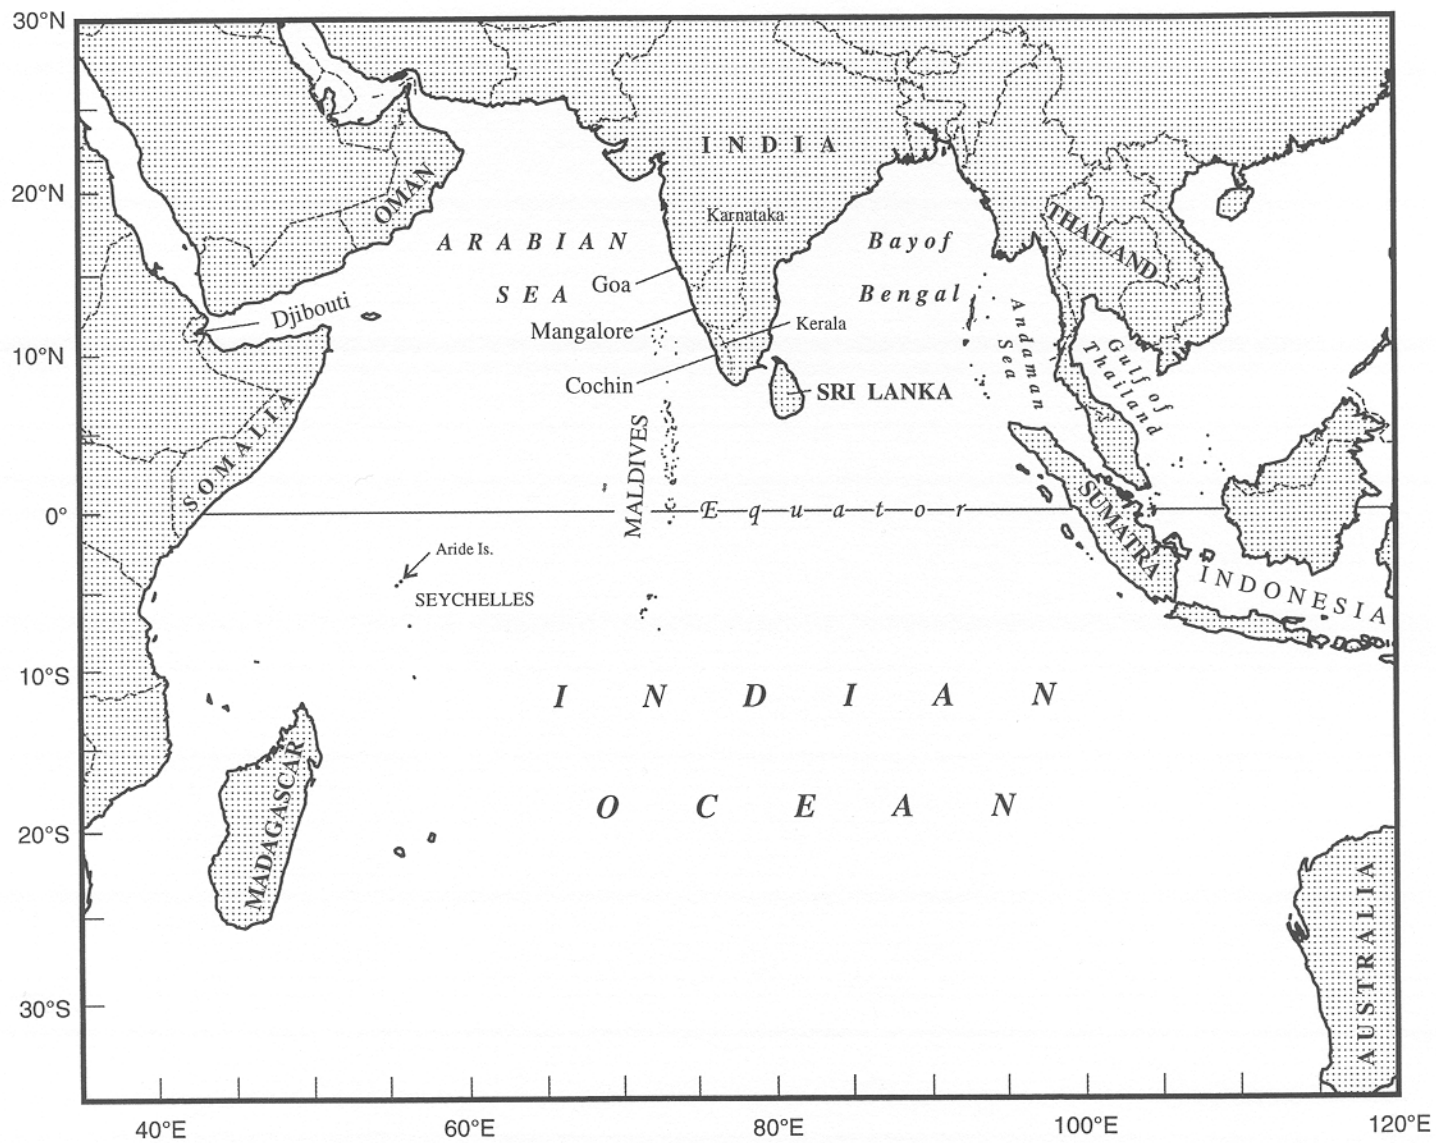 30°N
INDIA
20°N
OMAN
Karnataka
THAILAND
ARABIAN
SEA
Bay of
Bengal
Goa
Djibouti
Mangalore
Kerala
Andaman
Sea
Gulf of
Thailand
10°N
Cochin
SRI LANKA
SOMALIA
MALDIVES
0°
Equator
SUMATRA
Aride Is.
SEYCHELLES
INDONESIA
10°S
INDIAN
OCEAN
MADAGASCAR
20°S
AUSTRALIA
30°S
40°E
60°E
80°E
100°E
120°E